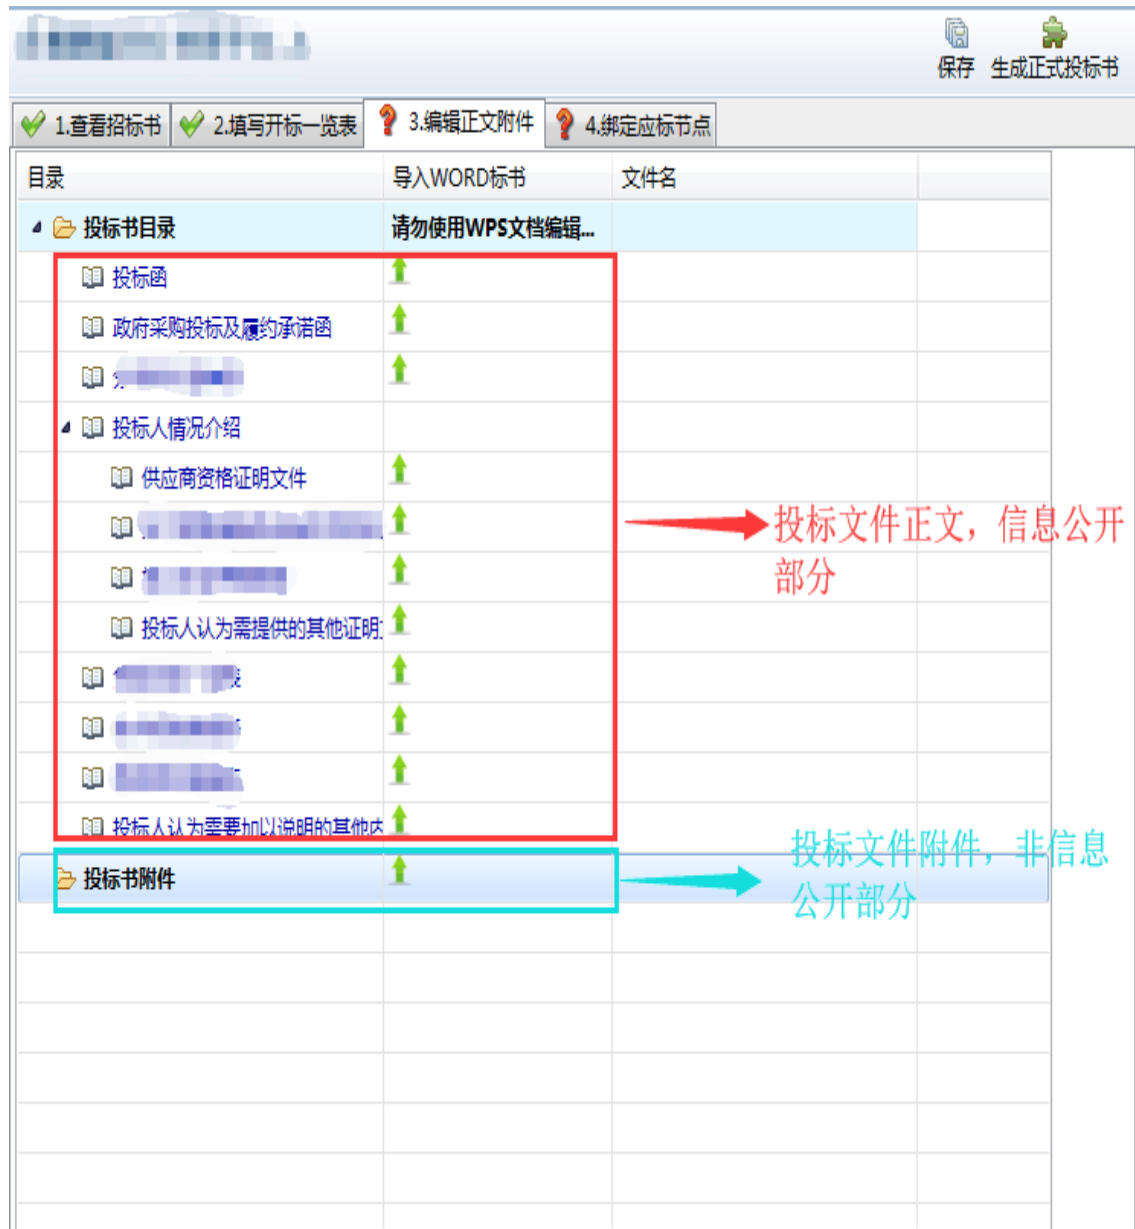 保存 生成正式投标书
1.查看招标书 2.填写开标一览表 3.编辑正文附件 4.绑定应标节点
目录 导入WORD标书 文件名
投标书目录 请勿使用WPS文档编辑...
投标函
政府采购投标及履约承诺函
投标人情况介绍
供应商资格证明文件
投标人认为需提供的其他证明
投标人认为需要加以说明的其他内
投标书附件
投标文件正文，信息公开
部分
投标文件附件，非信息
公开部分